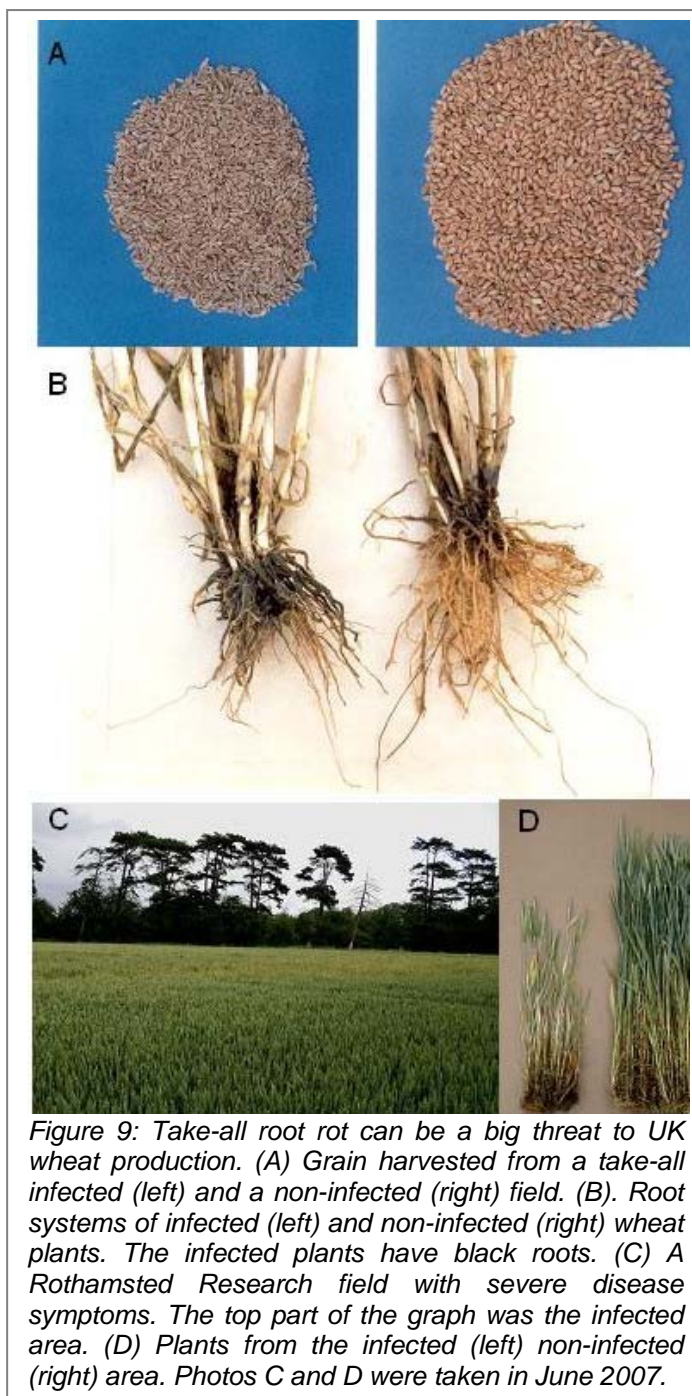 A
B
C
D
Figure 9: Take-all root rot can be a big threat to UK
wheat production. (A) Grain harvested from a take-all
infected (left) and a non-infected (right) field. (B). Root
systems of infected (left) and non-infected (right) wheat
plants. The infected plants have black roots. (C) A
Rothamsted Research field with severe disease
symptoms. The top part of the graph was the infected
area. (D) Plants from the infected (left) non-infected
(right) area. Photos C and D were taken in June 2007.